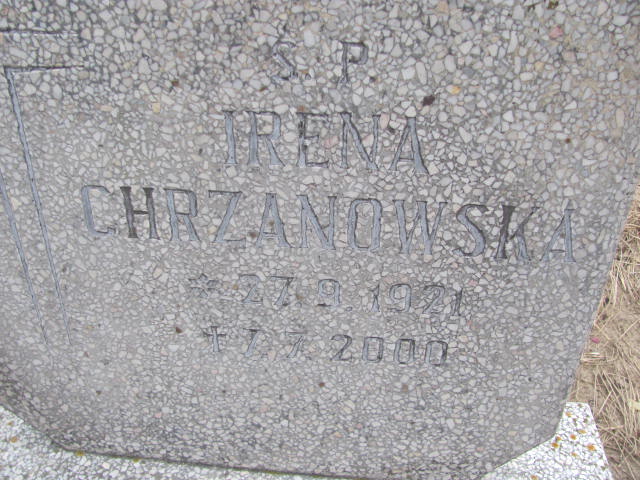 Ś. P.
IRENA
CHRZANOWSKA
* 27.9.1921
† 7.7.2000